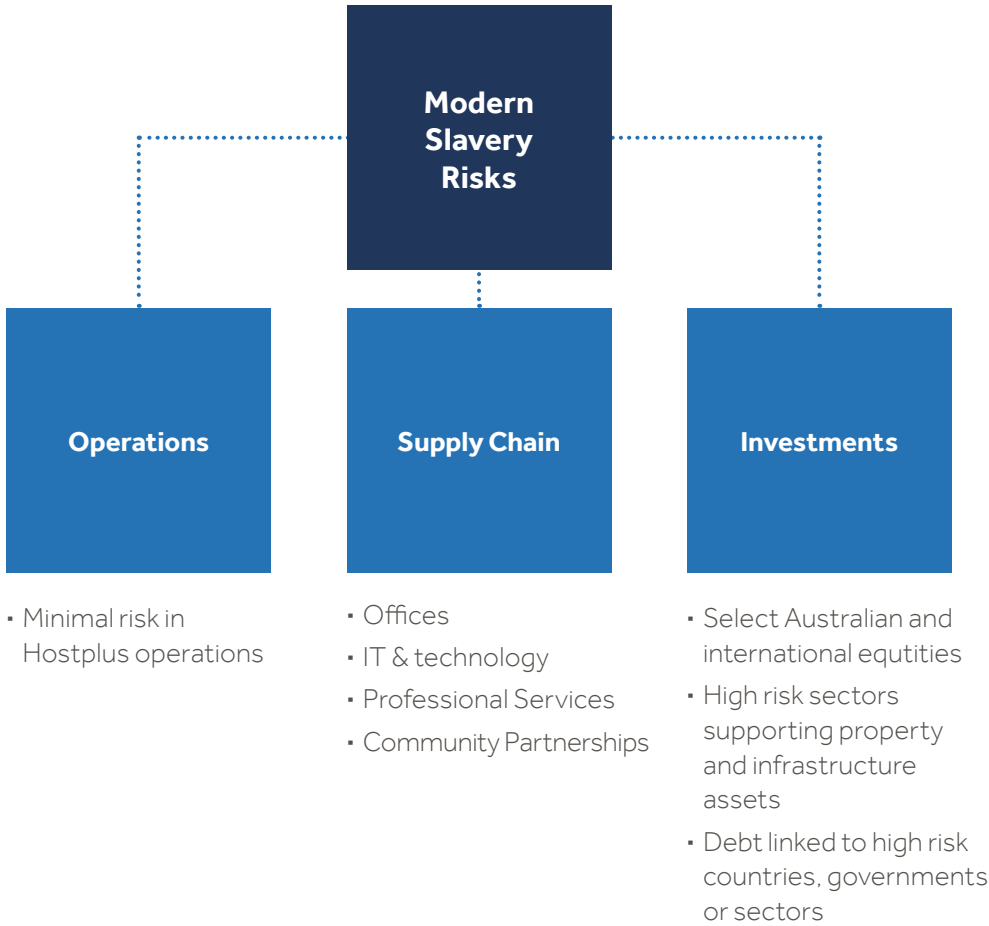 Modern
Slavery
Risks
Operations
Supply Chain
Investments
· Minimal risk in
Hostplus operations
· Offices
· IT & technology
· Professional Services
· Community Partnerships
· Select Australian and
international equtities
· High risk sectors
supporting property
and infrastructure
assets
· Debt linked to high risk
countries, governments
or sectors